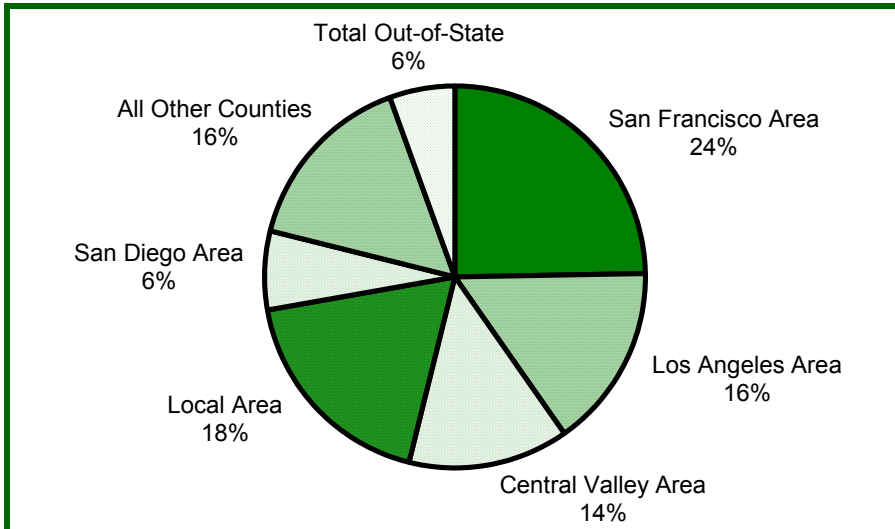 Total Out-of-State
6%
San Francisco Area
24%
Los Angeles Area
16%
Central Valley Area
14%
Local Area
18%
San Diego Area
6%
All Other Counties
16%